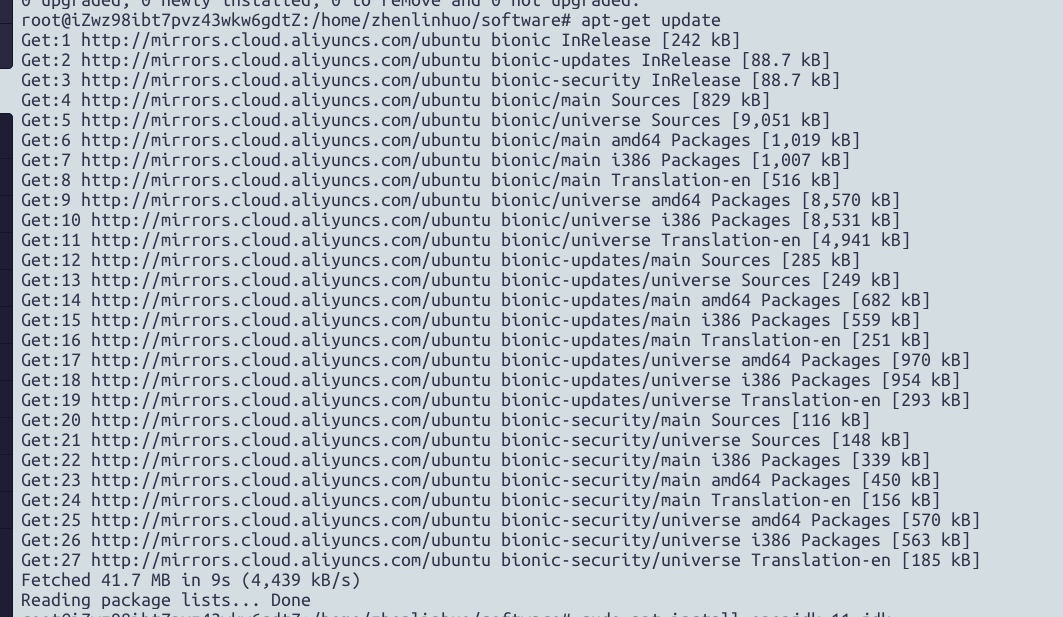 0 upgraded, 0 newly installed, 0 to remove and 0 not upgraded.
root@iZwz98ibt7pvz43wkw6gdtZ:/home/zhenlinhuo/software# apt-get update
Get:1 http://mirrors.cloud.aliyuncs.com/ubuntu bionic InRelease [242 kB]
Get:2 http://mirrors.cloud.aliyuncs.com/ubuntu bionic-updates InRelease [88.7 kB]
Get:3 http://mirrors.cloud.aliyuncs.com/ubuntu bionic-security InRelease [88.7 kB]
Get:4 http://mirrors.cloud.aliyuncs.com/ubuntu bionic/main Sources [829 kB]
Get:5 http://mirrors.cloud.aliyuncs.com/ubuntu bionic/universe Sources [9,051 kB]
Get:6 http://mirrors.cloud.aliyuncs.com/ubuntu bionic/main amd64 Packages [1,019 kB]
Get:7 http://mirrors.cloud.aliyuncs.com/ubuntu bionic/main i386 Packages [1,007 kB]
Get:8 http://mirrors.cloud.aliyuncs.com/ubuntu bionic/main Translation-en [516 kB]
Get:9 http://mirrors.cloud.aliyuncs.com/ubuntu bionic/universe amd64 Packages [8,570 kB]
Get:10 http://mirrors.cloud.aliyuncs.com/ubuntu bionic/universe i386 Packages [8,531 kB]
Get:11 http://mirrors.cloud.aliyuncs.com/ubuntu bionic/universe Translation-en [4,941 kB]
Get:12 http://mirrors.cloud.aliyuncs.com/ubuntu bionic-updates/main Sources [285 kB]
Get:13 http://mirrors.cloud.aliyuncs.com/ubuntu bionic-updates/universe Sources [249 kB]
Get:14 http://mirrors.cloud.aliyuncs.com/ubuntu bionic-updates/main amd64 Packages [682 kB]
Get:15 http://mirrors.cloud.aliyuncs.com/ubuntu bionic-updates/main i386 Packages [559 kB]
Get:16 http://mirrors.cloud.aliyuncs.com/ubuntu bionic-updates/main Translation-en [251 kB]
Get:17 http://mirrors.cloud.aliyuncs.com/ubuntu bionic-updates/universe amd64 Packages [970 kB]
Get:18 http://mirrors.cloud.aliyuncs.com/ubuntu bionic-updates/universe i386 Packages [954 kB]
Get:19 http://mirrors.cloud.aliyuncs.com/ubuntu bionic-updates/universe Translation-en [293 kB]
Get:20 http://mirrors.cloud.aliyuncs.com/ubuntu bionic-security/main Sources [116 kB]
Get:21 http://mirrors.cloud.aliyuncs.com/ubuntu bionic-security/universe Sources [148 kB]
Get:22 http://mirrors.cloud.aliyuncs.com/ubuntu bionic-security/main i386 Packages [339 kB]
Get:23 http://mirrors.cloud.aliyuncs.com/ubuntu bionic-security/main amd64 Packages [450 kB]
Get:24 http://mirrors.cloud.aliyuncs.com/ubuntu bionic-security/main Translation-en [156 kB]
Get:25 http://mirrors.cloud.aliyuncs.com/ubuntu bionic-security/universe amd64 Packages [570 kB]
Get:26 http://mirrors.cloud.aliyuncs.com/ubuntu bionic-security/universe i386 Packages [563 kB]
Get:27 http://mirrors.cloud.aliyuncs.com/ubuntu bionic-security/universe Translation-en [185 kB]
Fetched 41.7 MB in 9s (4,439 kB/s)
Reading package lists... Done